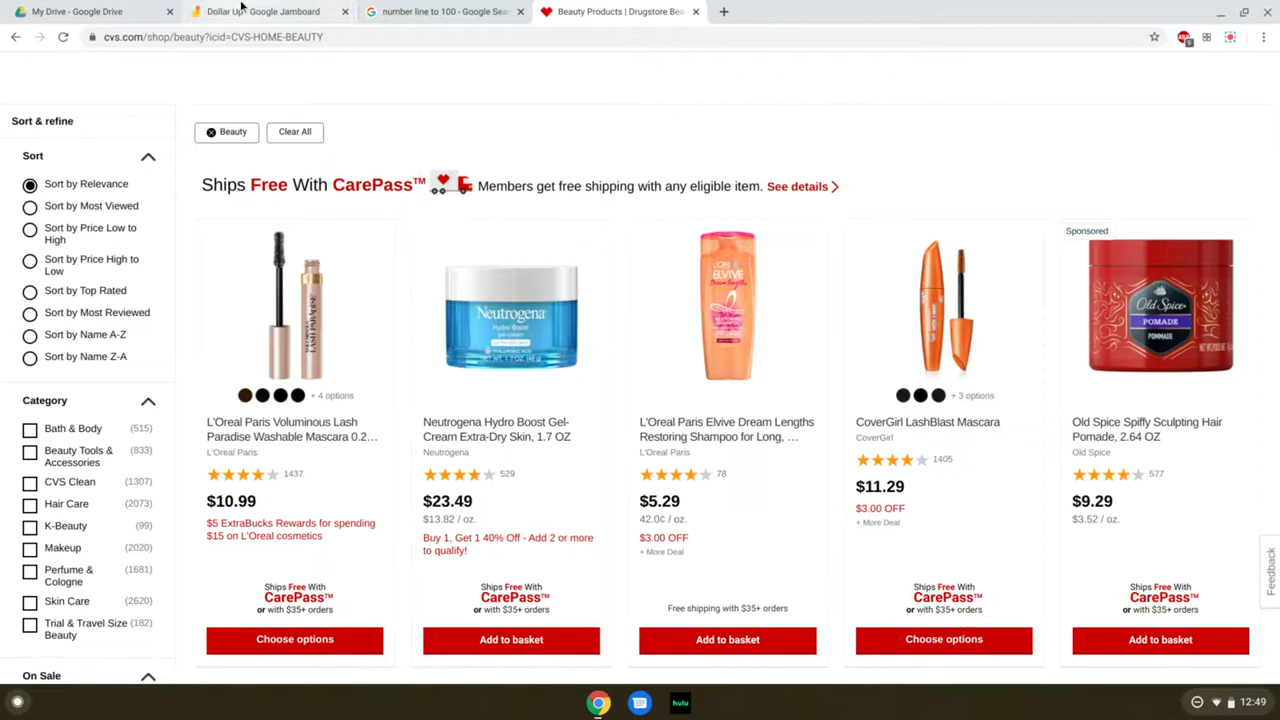 My Drive - Google Drive
Dollar Up - Google Jamboard
number line to 100 - Google Sear
Beauty Products | Drugstore Bea
cvs.com/shop/beauty?icid=CVS-HOME-BEAUTY
Sort & refine
Beauty
Clear All
Sort
Sort by Relevance
Sort by Most Viewed
Sort by Price Low to
High
Sort by Price High to
Low
Sort by Top Rated
Sort by Most Reviewed
Sort by Name A-Z
Sort by Name Z-A
Category
Bath & Body (515)
Beauty Tools & (833)
Accessories
CVS Clean (1307)
Hair Care (2073)
K-Beauty (99)
Makeup (2020)
Perfume & (1681)
Cologne
Skin Care (2620)
Trial & Travel Size (182)
Beauty
On Sale
Ships Free With CarePass™ Members get free shipping with any eligible item. See details
+ 4 options
L'Oreal Paris Voluminous Lash
Paradise Washable Mascara 0.2…
L'Oreal Paris
1437
$10.99
$5 ExtraBucks Rewards for spending
$15 on L'Oreal cosmetics
Ships Free With
CarePass™
or with $35+ orders
Choose options
Neutrogena
Hydro Boost
Neutrogena Hydro Boost Gel-
Cream Extra-Dry Skin, 1.7 OZ
Neutrogena
529
$23.49
$13.82 / oz.
Buy 1, Get 1 40% Off - Add 2 or more
to qualify!
Ships Free With
CarePass™
or with $35+ orders
Add to basket
ELVIVE
Dream Lengths
L'Oreal Paris Elvive Dream Lengths
Restoring Shampoo for Long, …
L'Oreal Paris
78
$5.29
42.0¢ / oz.
$3.00 OFF
+ More Deal
Free shipping with $35+ orders
Add to basket
+ 3 options
CoverGirl LashBlast Mascara
CoverGirl
1405
$11.29
$3.00 OFF
+ More Deal
Ships Free With
CarePass™
or with $35+ orders
Choose options
Sponsored
Old Spice
POMADE
POMMADE
Old Spice Spiffy Sculpting Hair
Pomade, 2.64 OZ
Old Spice
577
$9.29
$3.52 / oz.
Ships Free With
CarePass™
or with $35+ orders
Add to basket
Feedback
hulu
12:49